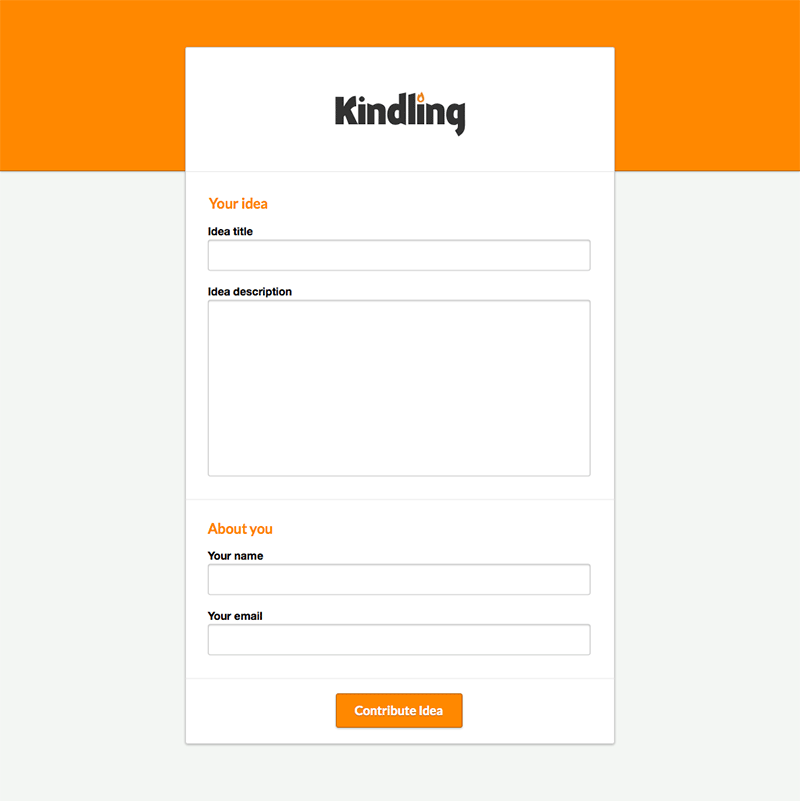 Kindling
Your idea
Idea title
Idea description
About you
Your name
Your email
Contribute Idea